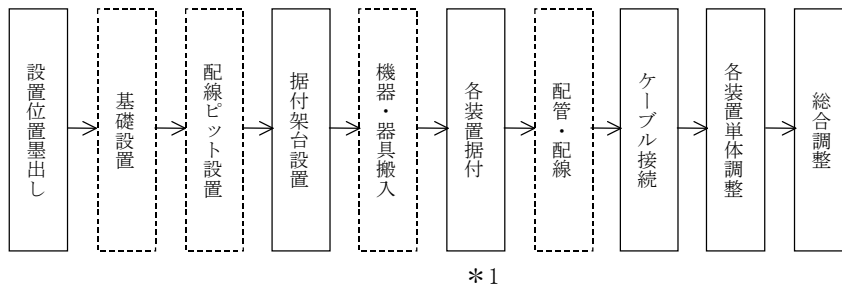 設置位置墨出し
基礎設置
配線ピット設置
据付架台設置
機器・器具搬入
各装置据付
配管・配線
ケーブル接続
各装置単体調整
総合調整
＊1